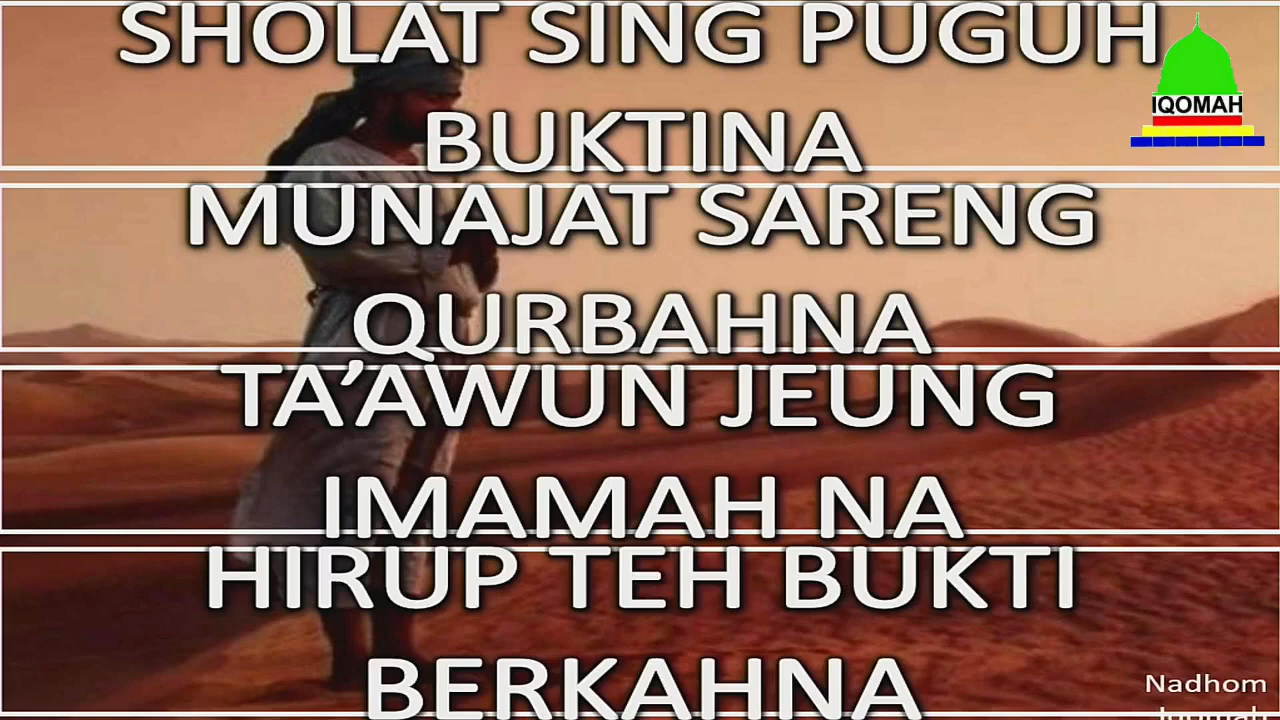 SHOLAT SING PUGUH
IQOMAH
BUKTINA
MUNAJAT SARENG
QURBAHNA
TA’AWUN JEUNG
IMAMAH NA
HIRUP TEH BUKTI
BERKAHNA
Nadhom